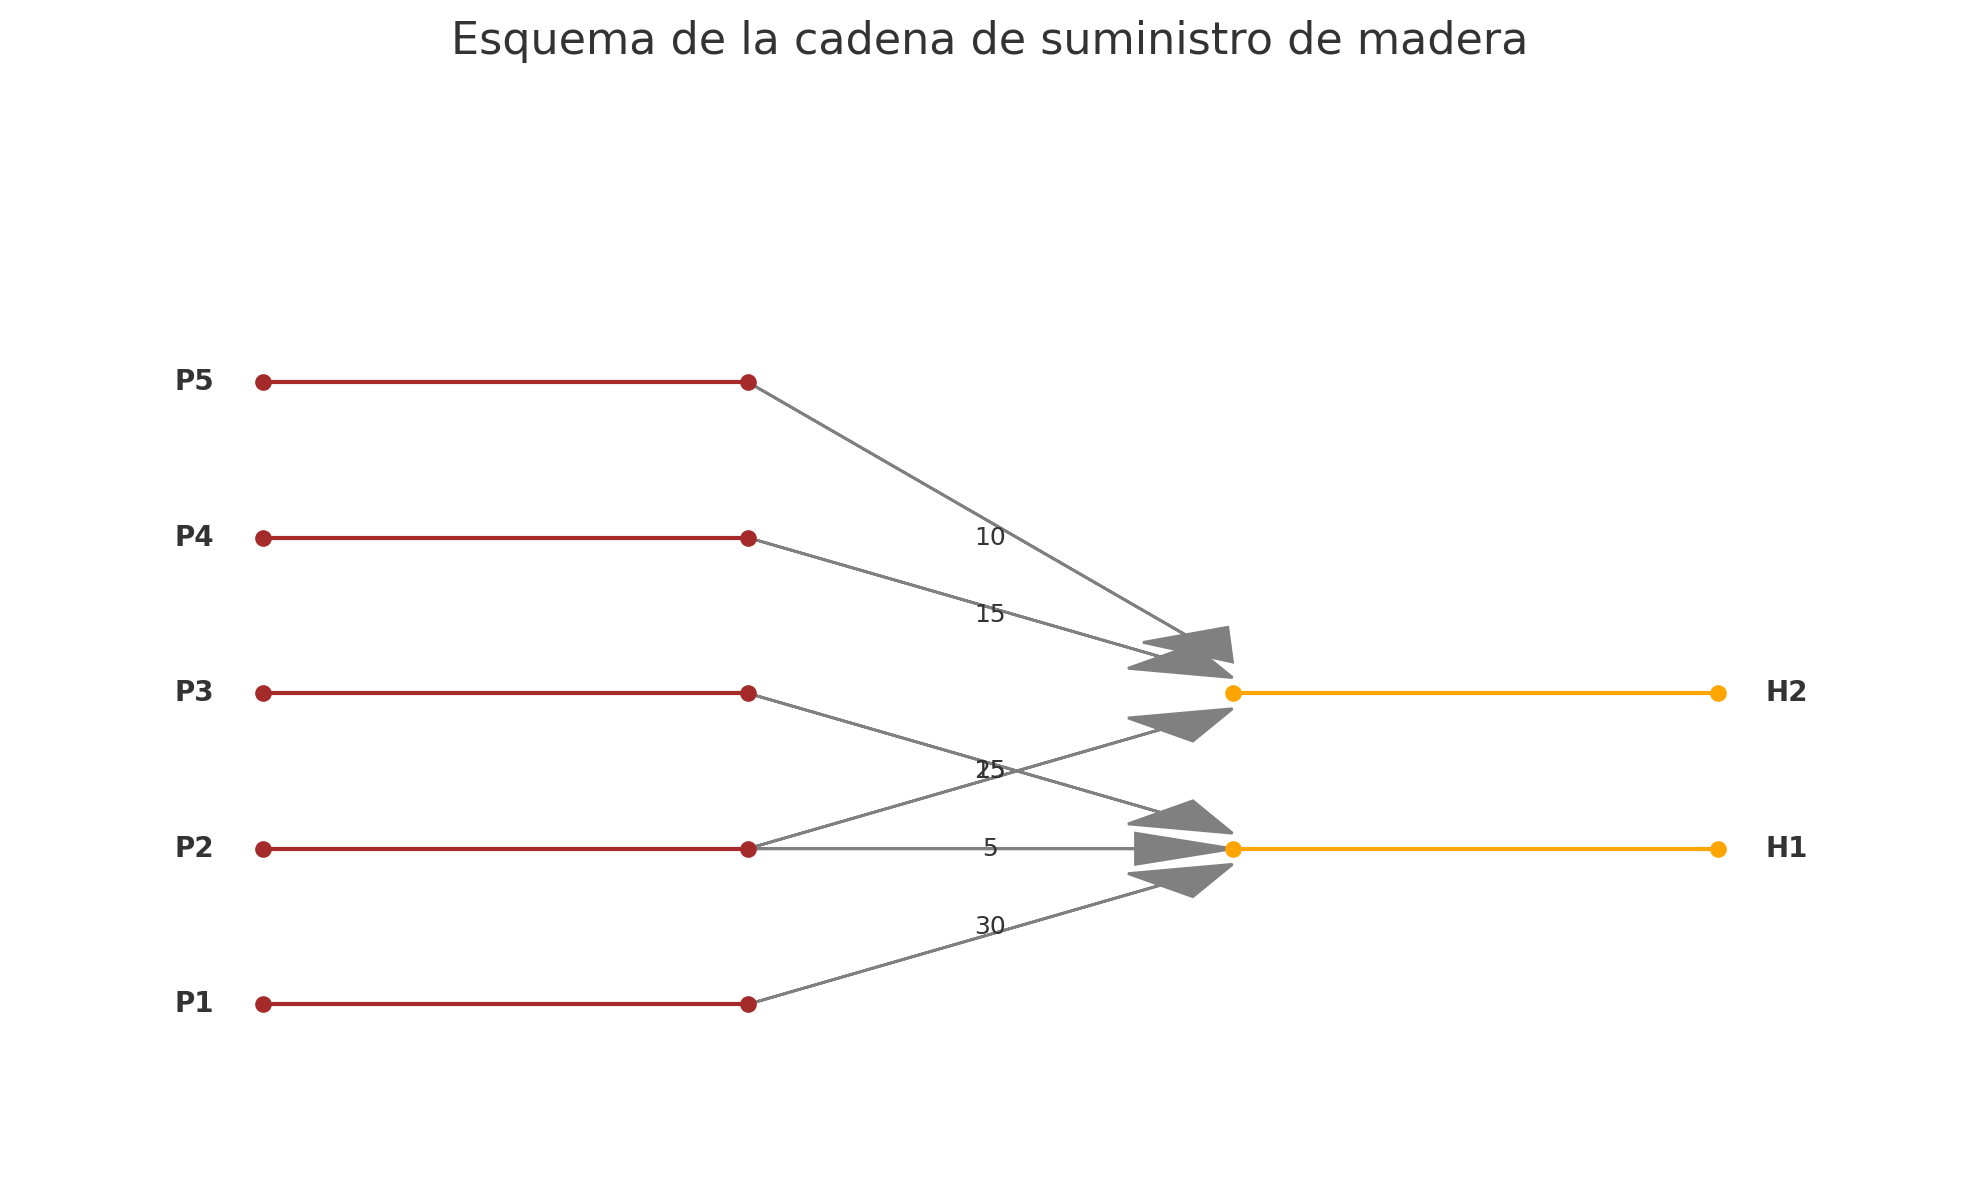 Esquema de la cadena de suministro de madera
P5
10
P4
15
P3
H2
P2
5
H1
30
P1